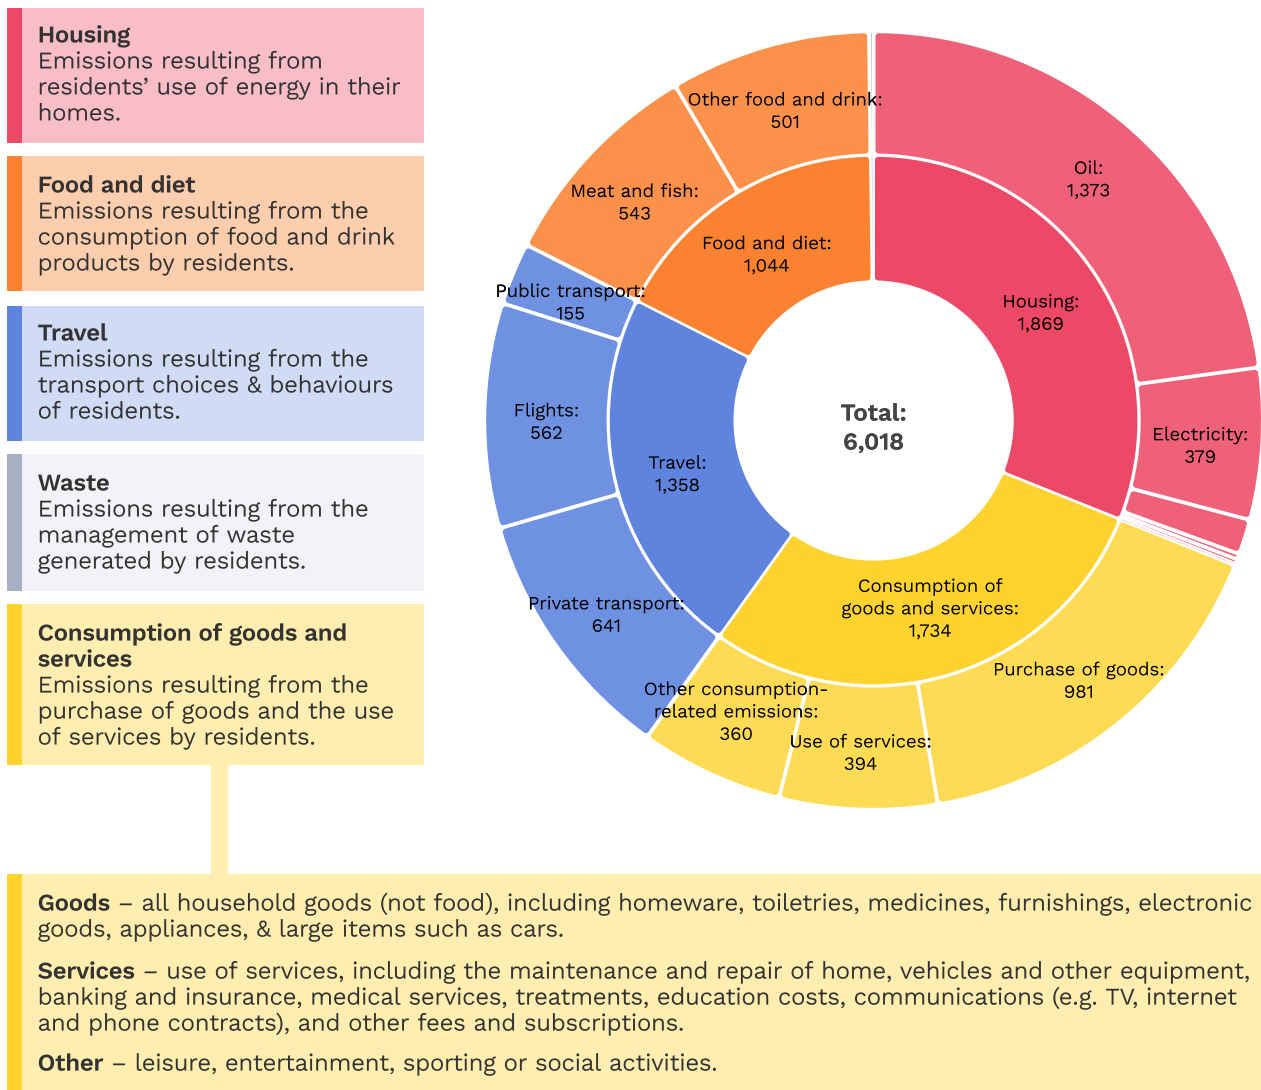 Housing
Emissions resulting from
residents’ use of energy in their
homes.
Food and diet
Emissions resulting from the
consumption of food and drink
products by residents.
Travel
Emissions resulting from the
transport choices & behaviours
of residents.
Waste
Emissions resulting from the
management of waste
generated by residents.
Consumption of goods and
services
Emissions resulting from the
purchase of goods and the use
of services by residents.
Other food and drink:
501
Oil:
1,373
Meat and fish:
543
Food and diet:
1,044
Housing:
1,869
Public transport:
155
Flights:
562
Total:
6,018
Electricity:
379
Travel:
1,358
Private transport:
641
Consumption of
goods and services:
1,734
Purchase of goods:
981
Other consumption-
related emissions:
360
Use of services:
394
Goods – all household goods (not food), including homeware, toiletries, medicines, furnishings, electronic
goods, appliances, & large items such as cars.
Services – use of services, including the maintenance and repair of home, vehicles and other equipment,
banking and insurance, medical services, treatments, education costs, communications (e.g. TV, internet
and phone contracts), and other fees and subscriptions.
Other – leisure, entertainment, sporting or social activities.